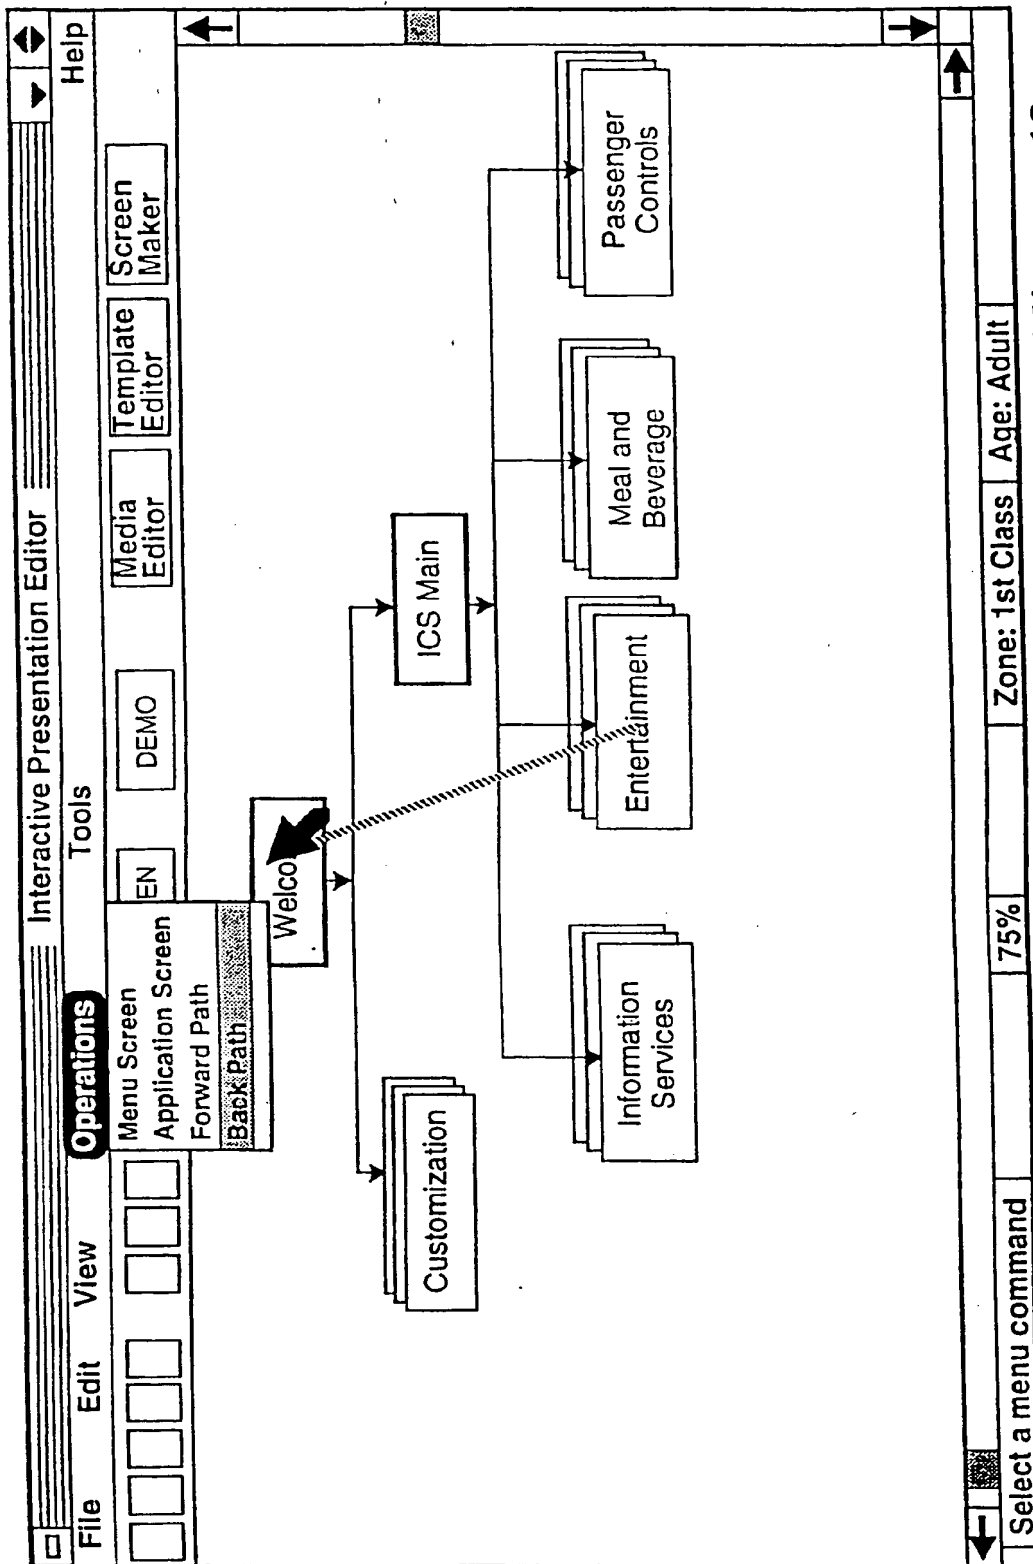 Interactive Presentation Editor
File Edit View Operations Tools Help
EN DEMO Media Template Screen
Editor Editor Maker
Menu Screen
Application Screen
Forward Path
Back Path
Welco
Customization
ICS Main
Information
Services
Entertainment
Meal and
Beverage
Passenger
Controls
Select a menu command 75% Zone: 1st Class Age: Adult